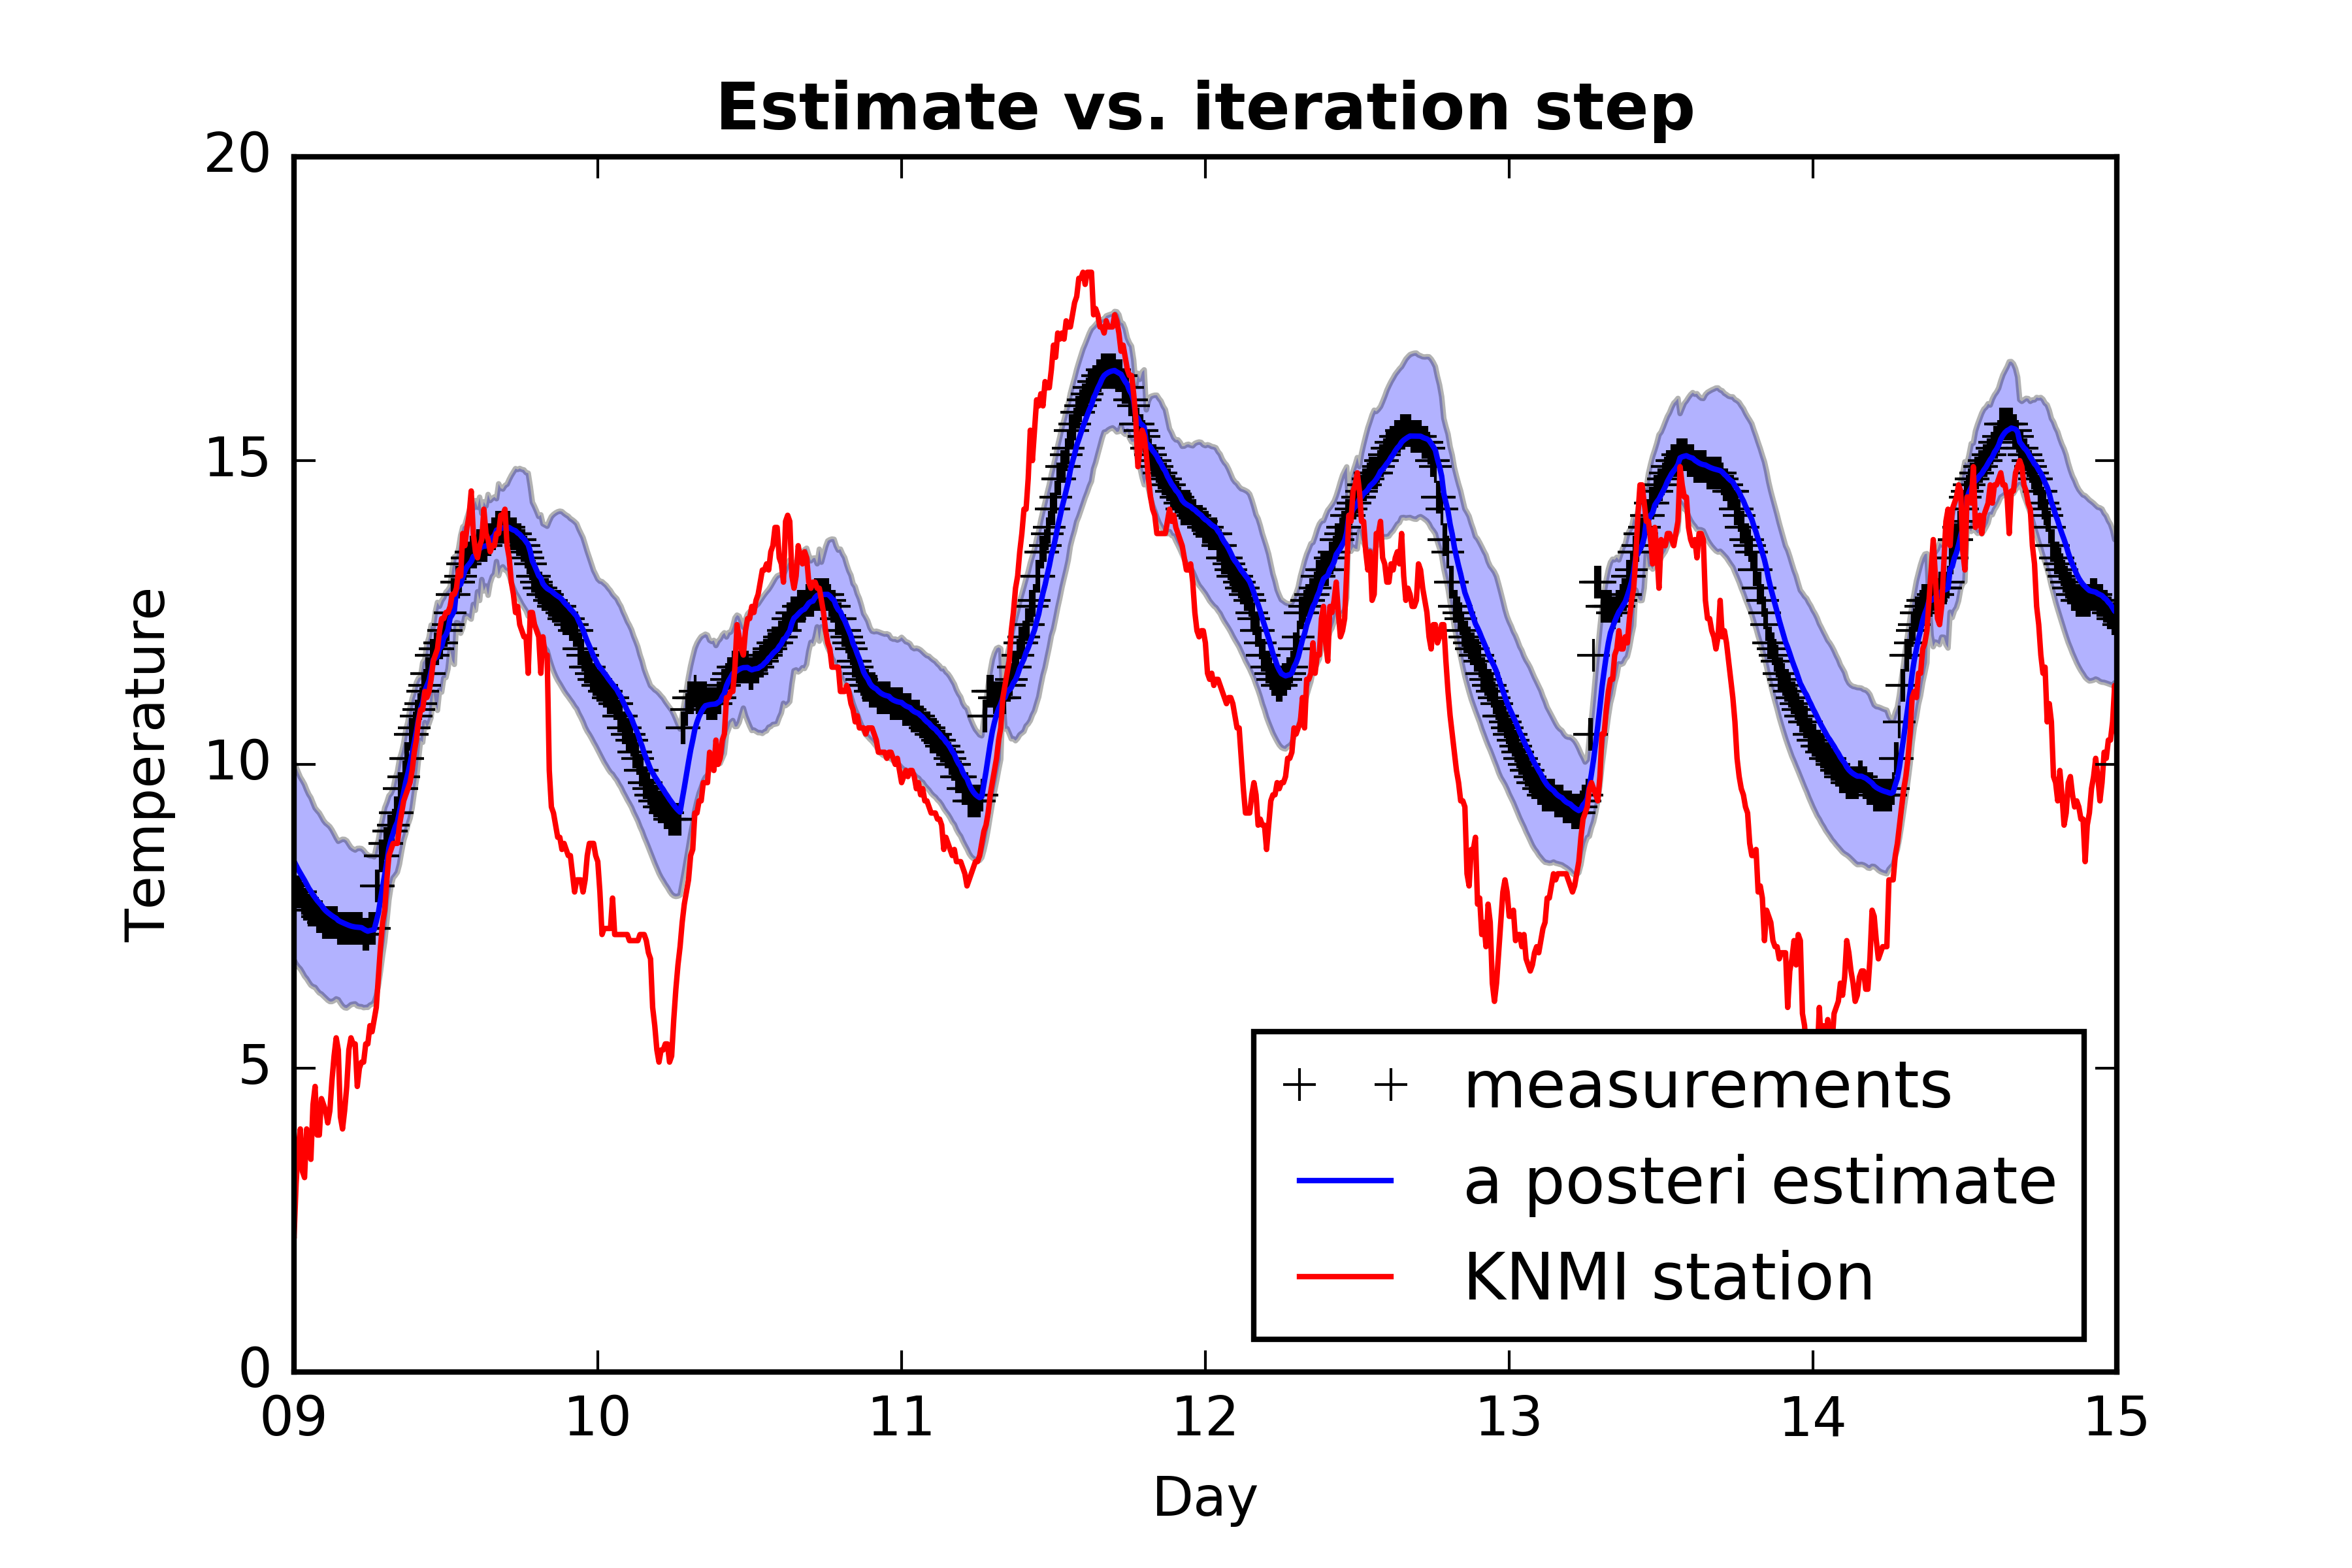 Estimate vs. iteration step
20
15
10
5
0
Temperature
09 10 11 12 13 14 15
Day
measurements
a posteri estimate
KNMI station